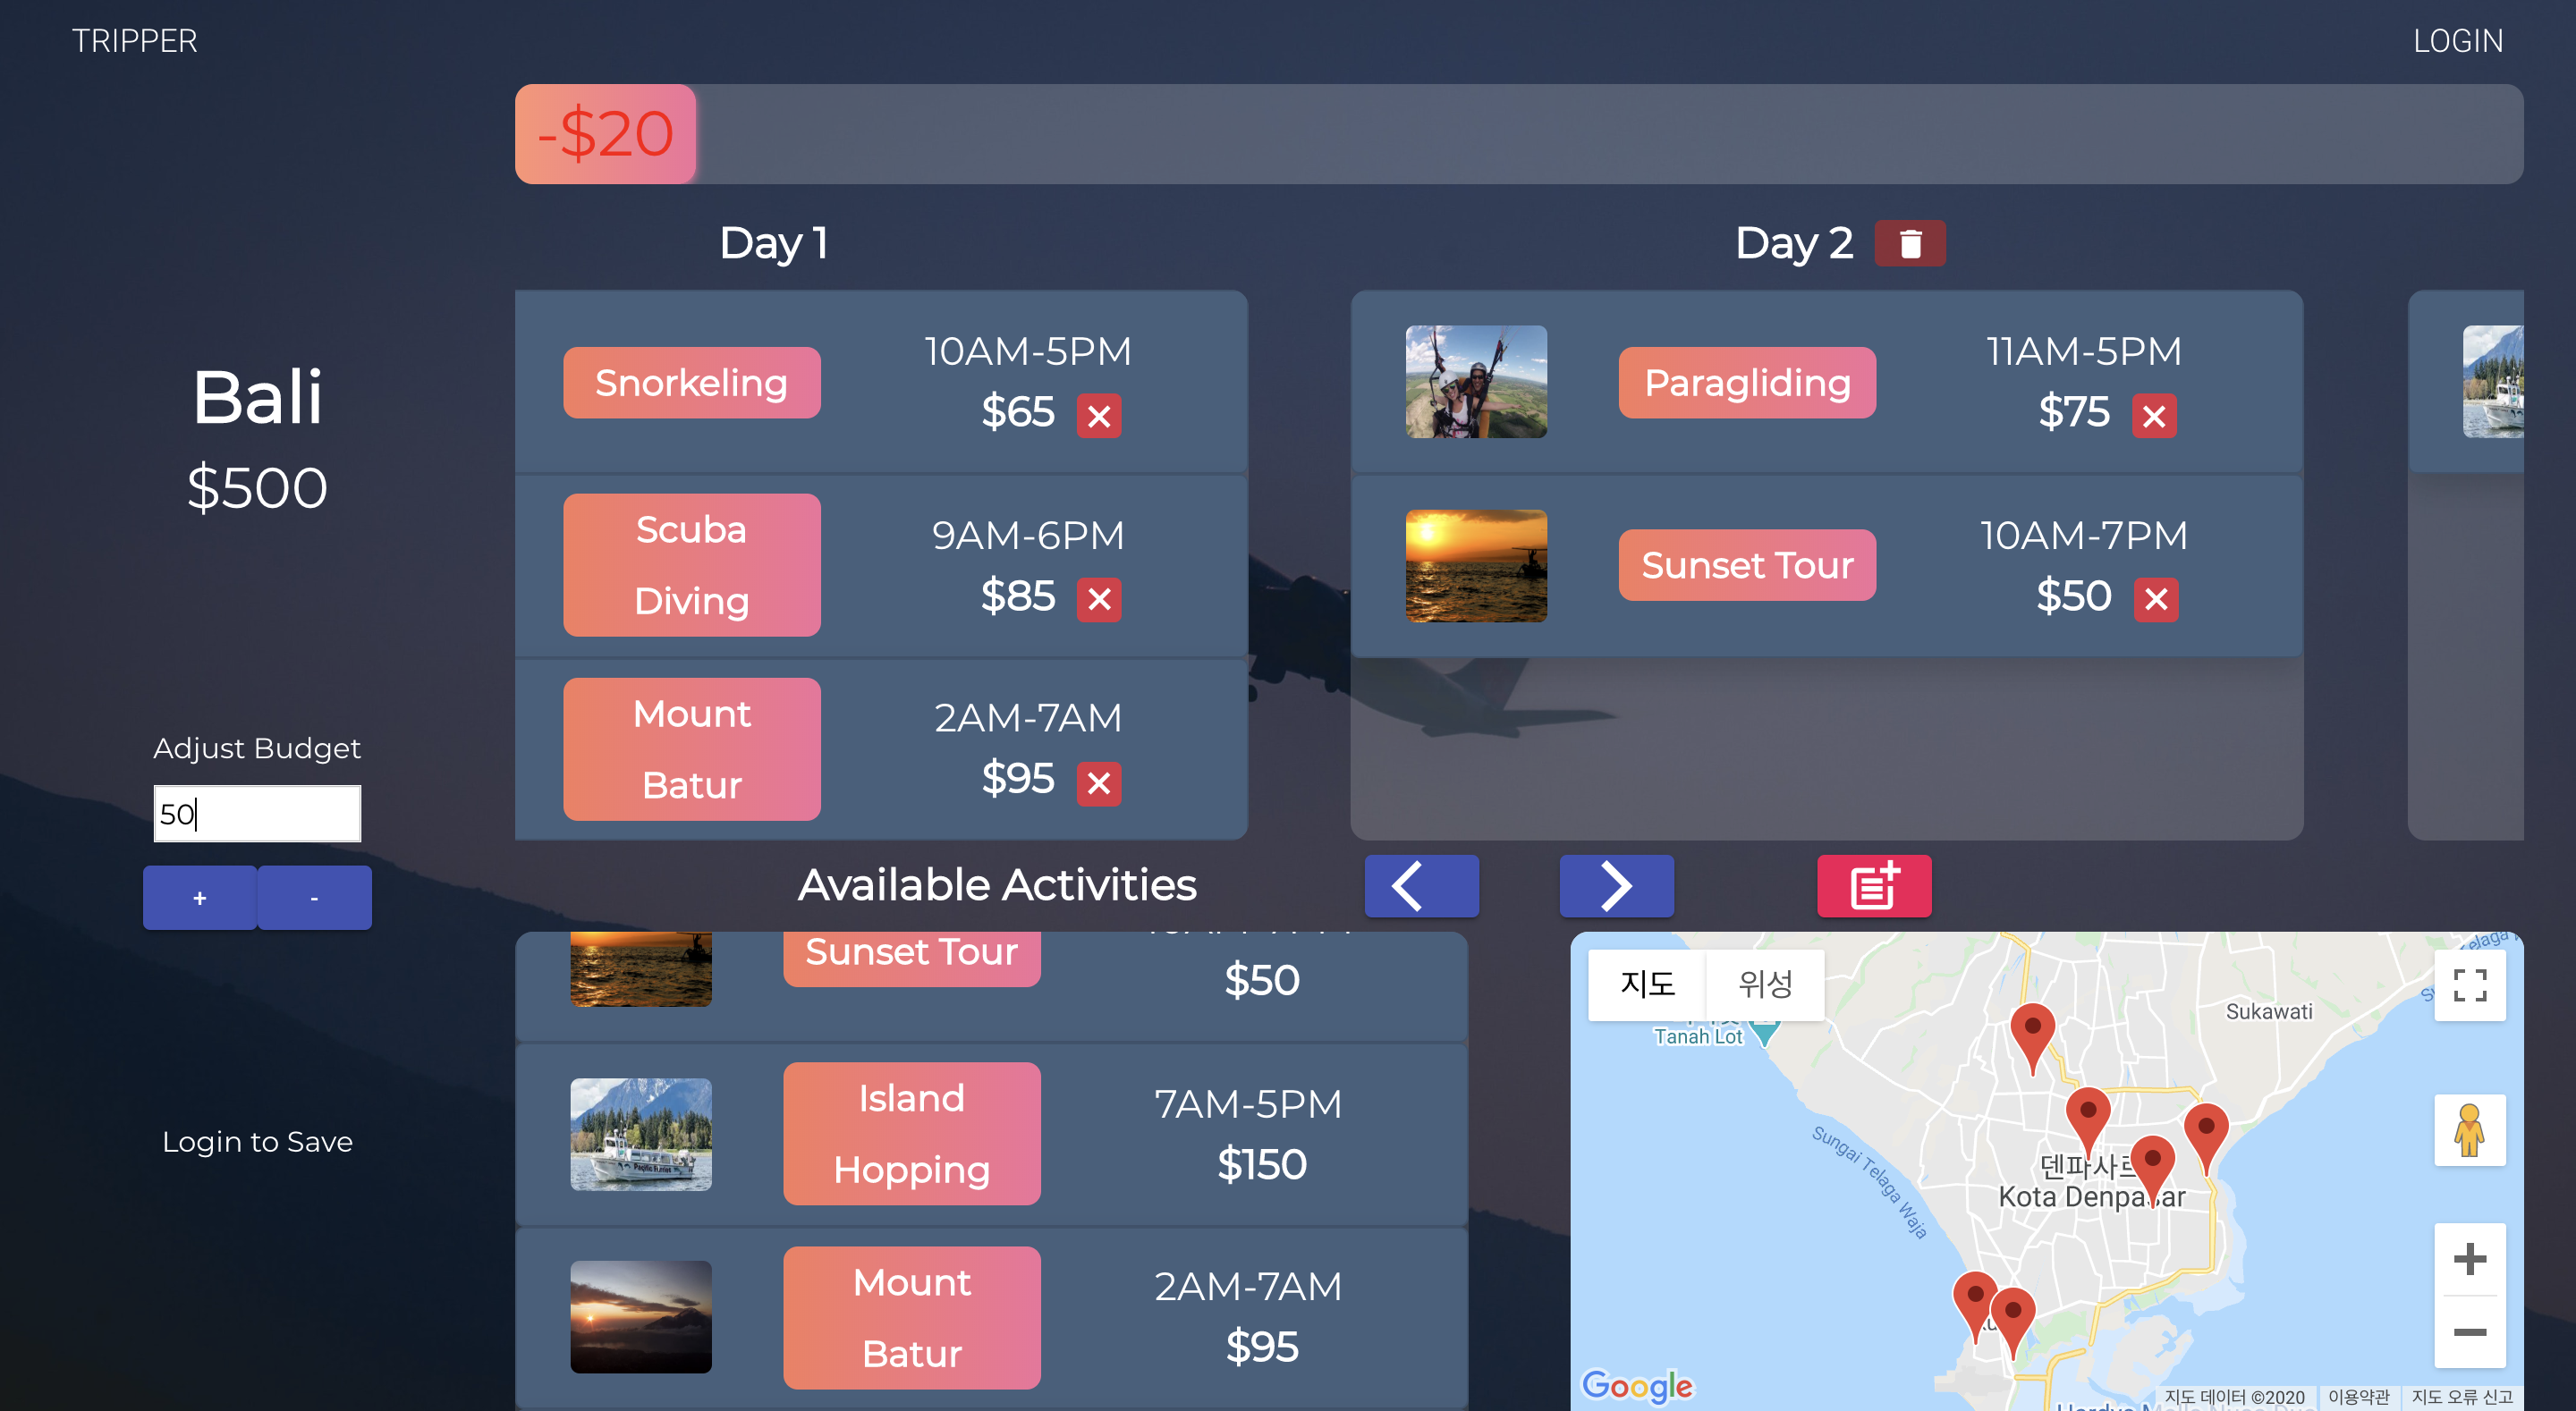 TRIPPER
LOGIN
-$20
Day 1
Day 2
Bali
$500
Snorkeling
10AM-5PM
$65
Scuba
Diving
9AM-6PM
$85
Mount
Batur
2AM-7AM
$95
Paragliding
11AM-5PM
$75
Sunset Tour
10AM-7PM
$50
Adjust Budget
50
+
-
Login to Save
Available Activities
Sunset Tour
$50
Island
Hopping
7AM-5PM
$150
Mount
Batur
2AM-7AM
$95
지도
위성
Tanah Lot
Sukawati
Sungai Telaga Waja
Kota Denpasar
Google
지도 데이터 ©2020
이용약관
지도 오류 신고